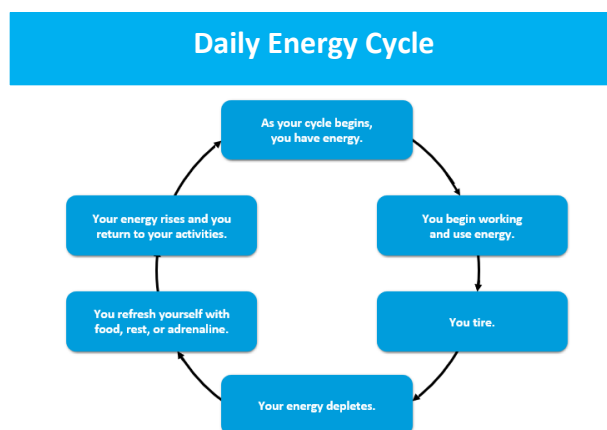 Daily Energy Cycle
As your cycle begins,
you have energy.
You begin working
and use energy.
You tire.
Your energy depletes.
You refresh yourself with
food, rest, or adrenaline.
Your energy rises and you
return to your activities.